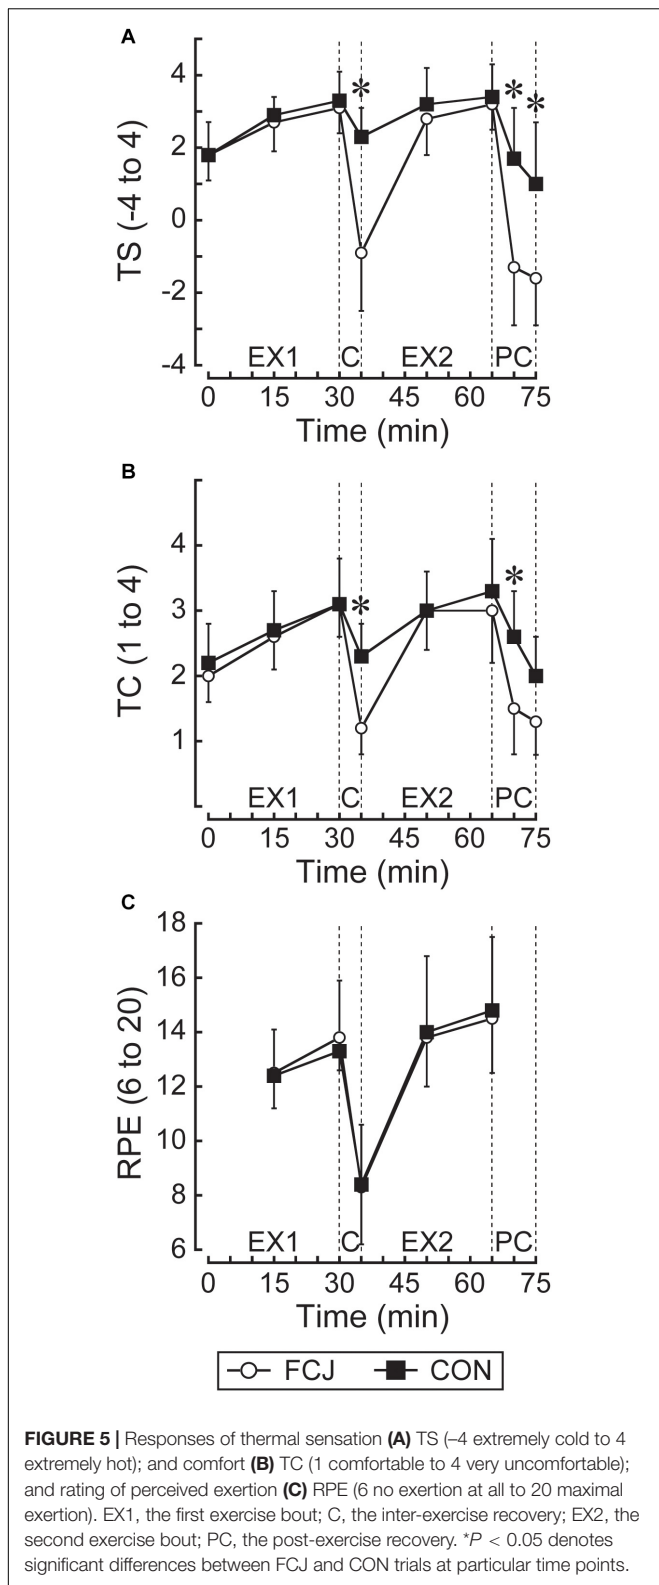 A
4
2
0
-2
-4
TS (-4 to 4)
*
* *
EX1 C EX2 PC
0 15 30 45 60 75
Time (min)
B
4
3
2
1
TC (1 to 4)
*
*
EX1 C EX2 PC
0 15 30 45 60 75
Time (min)
C
18
16
14
12
10
8
6
RPE (6 to 20)
EX1 C EX2 PC
0 15 30 45 60 75
Time (min)
FCJ CON
FIGURE 5 | Responses of thermal sensation (A) TS (–4 extremely cold to 4
extremely hot); and comfort (B) TC (1 comfortable to 4 very uncomfortable);
and rating of perceived exertion (C) RPE (6 no exertion at all to 20 maximal
exertion). EX1, the first exercise bout; C, the inter-exercise recovery; EX2, the
second exercise bout; PC, the post-exercise recovery. *P < 0.05 denotes
significant differences between FCJ and CON trials at particular time points.